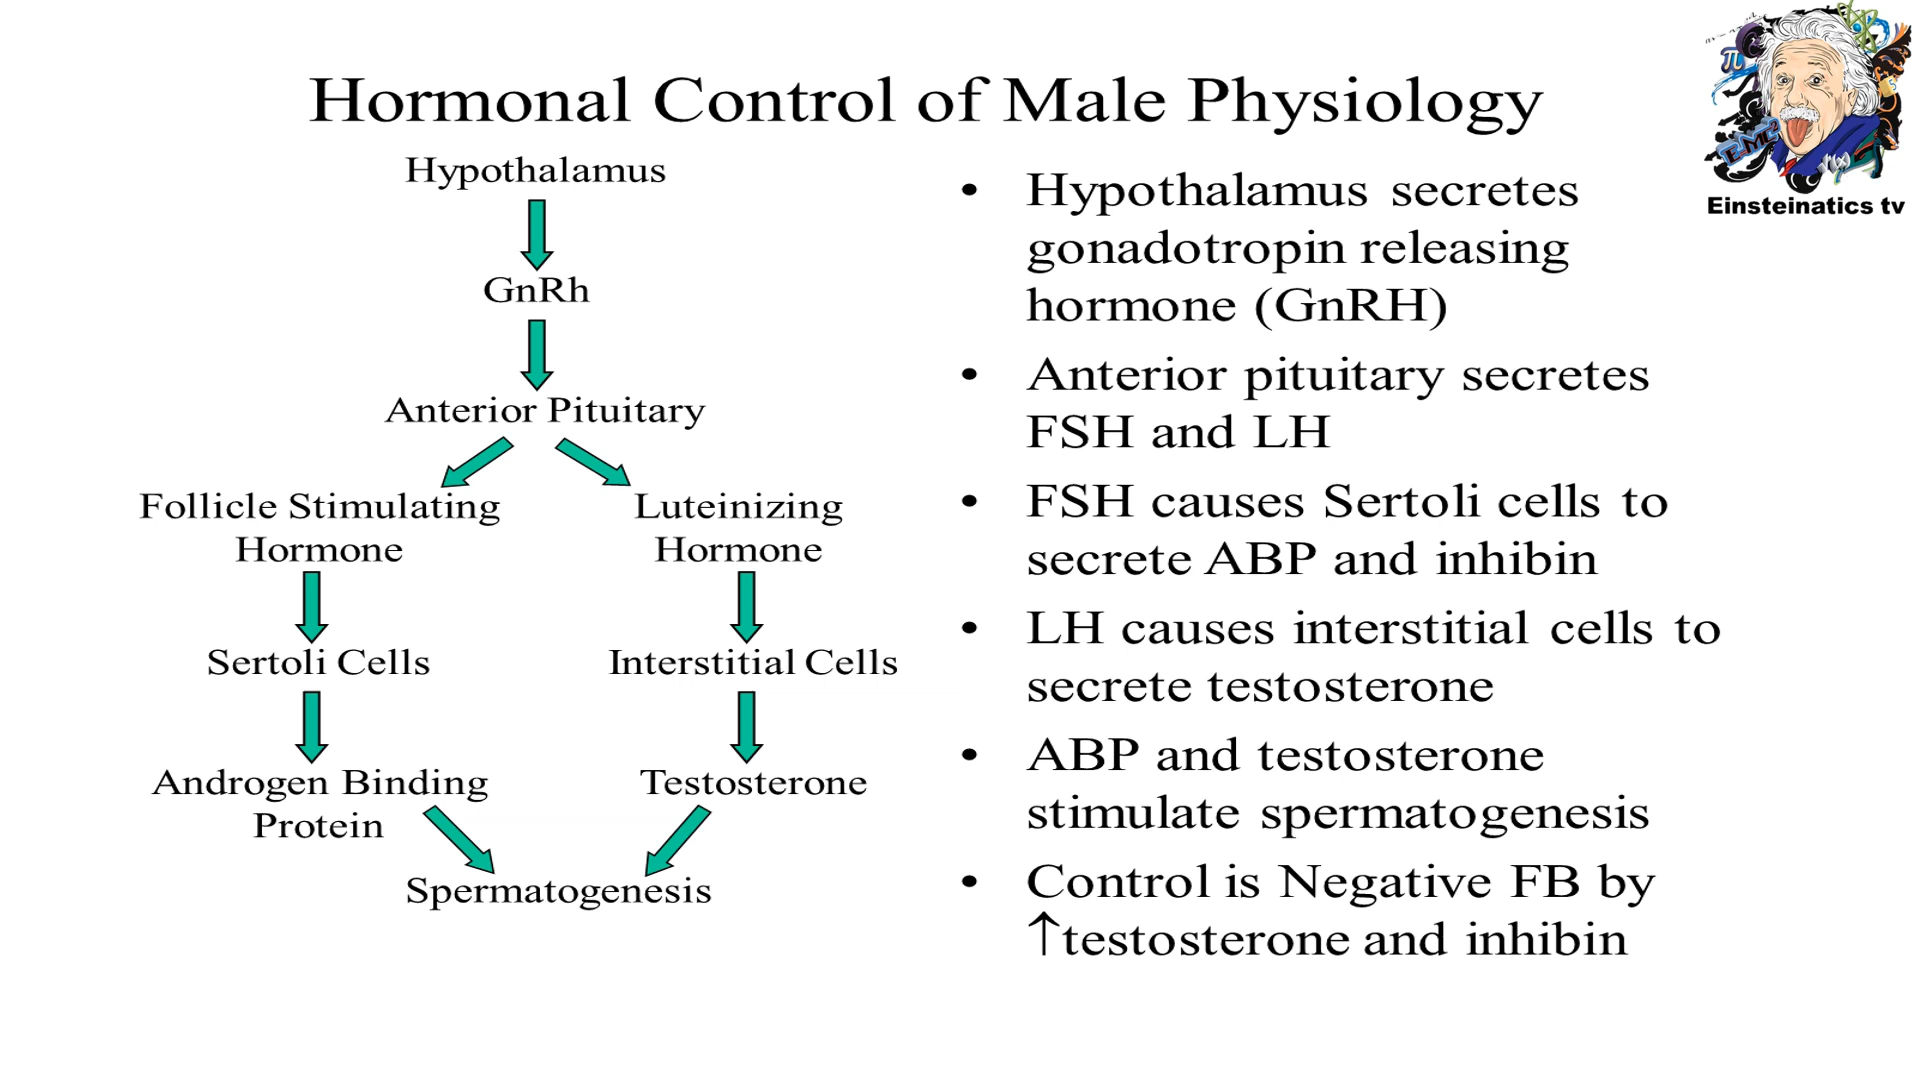 Hormonal Control of Male Physiology
Hypothalamus
GnRh
Anterior Pituitary
Follicle Stimulating
Hormone
Luteinizing
Hormone
Sertoli Cells
Interstitial Cells
Androgen Binding
Protein
Testosterone
Spermatogenesis
• Hypothalamus secretes
gonadotropin releasing
hormone (GnRH)
• Anterior pituitary secretes
FSH and LH
• FSH causes Sertoli cells to
secrete ABP and inhibin
• LH causes interstitial cells to
secrete testosterone
• ABP and testosterone
stimulate spermatogenesis
• Control is Negative FB by
↑testosterone and inhibin
π
Einsteinatics tv